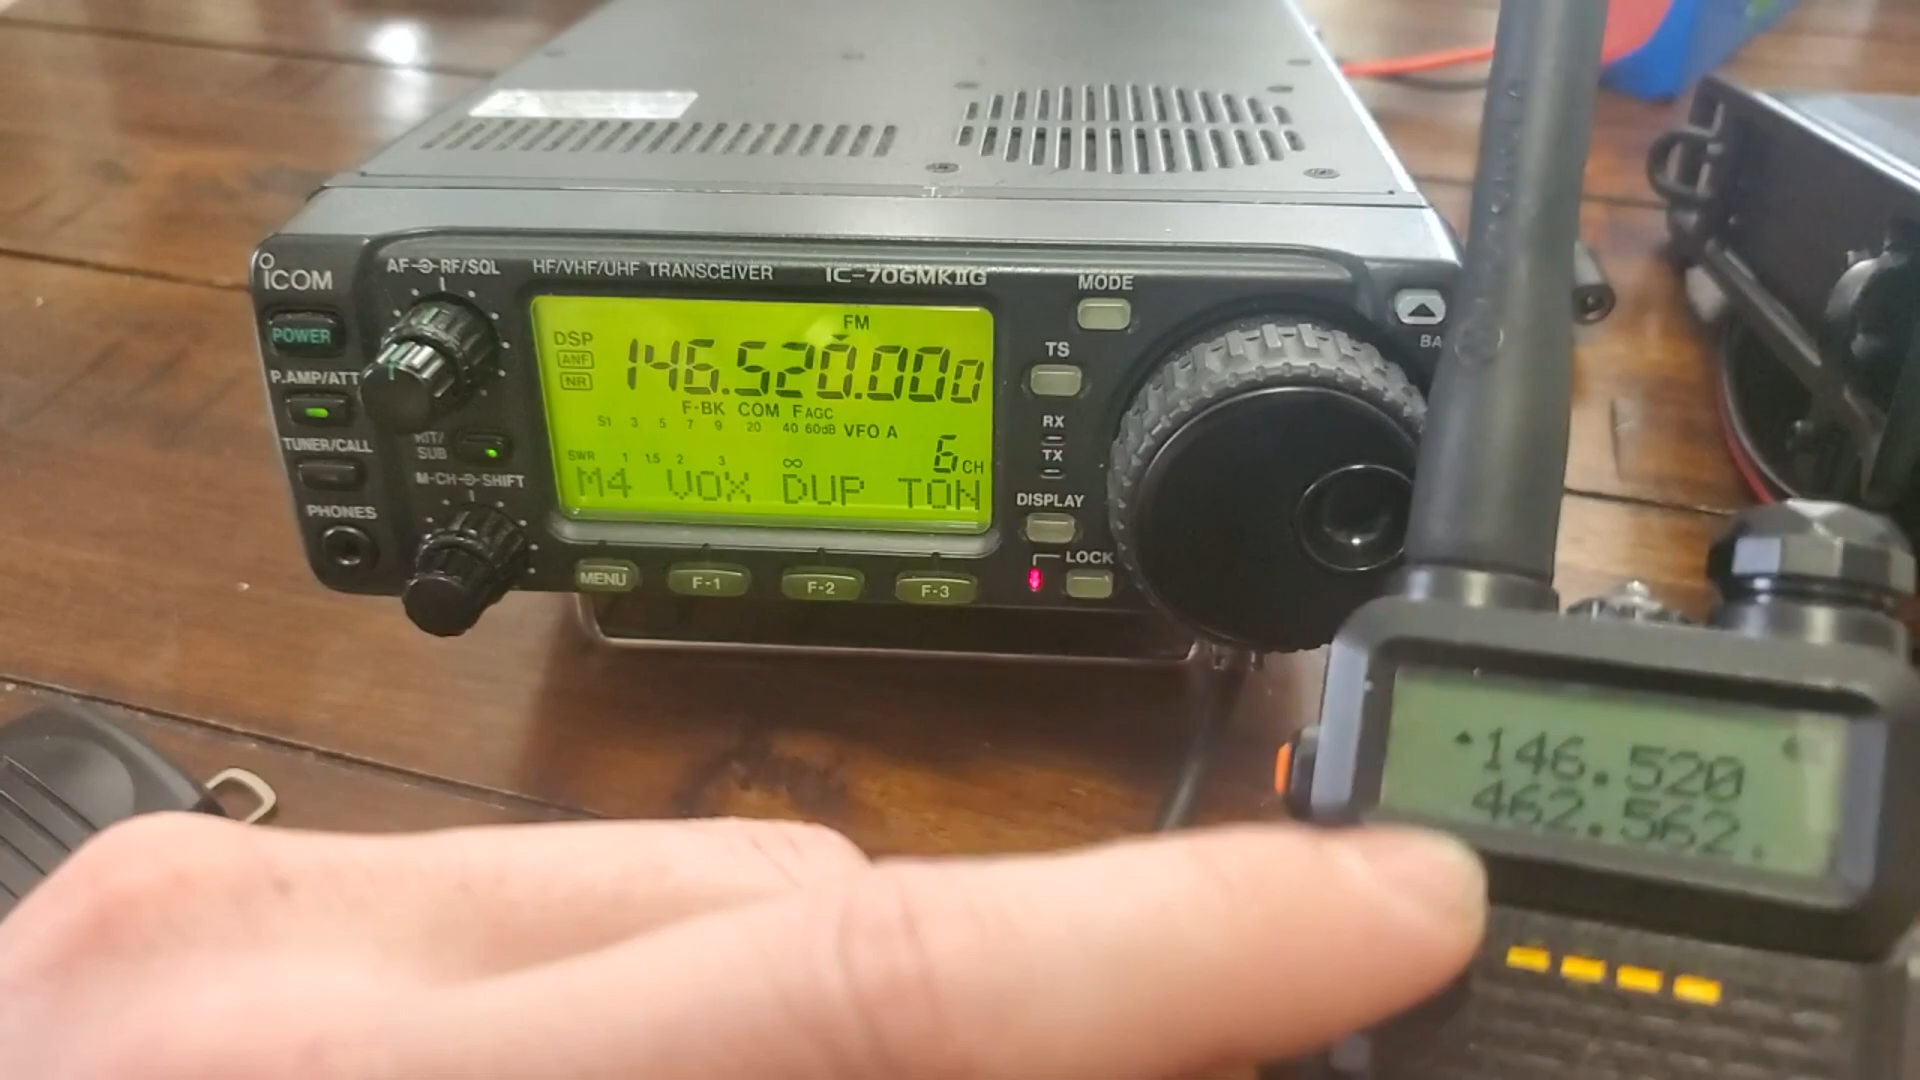 ICOM
AF RF/SQL
HF/VHF/UHF TRANSCEIVER
IC-706MKIIG
MODE
POWER
P.AMP/ATT
TUNER/CALL
RIT/
SUB
M-CH SHIFT
PHONES
FM
DSP
ANF
NR
146.520.000
F-BK COM FAGC
S1 3 5 7 9 20 40 60dB VFO A
6 CH
SWR 1 1.5 2 3 ∞
M4 VOX DUP TON
MENU
F-1
F-2
F-3
TS
RX
TX
DISPLAY
LOCK
BA
146.520
462.562.